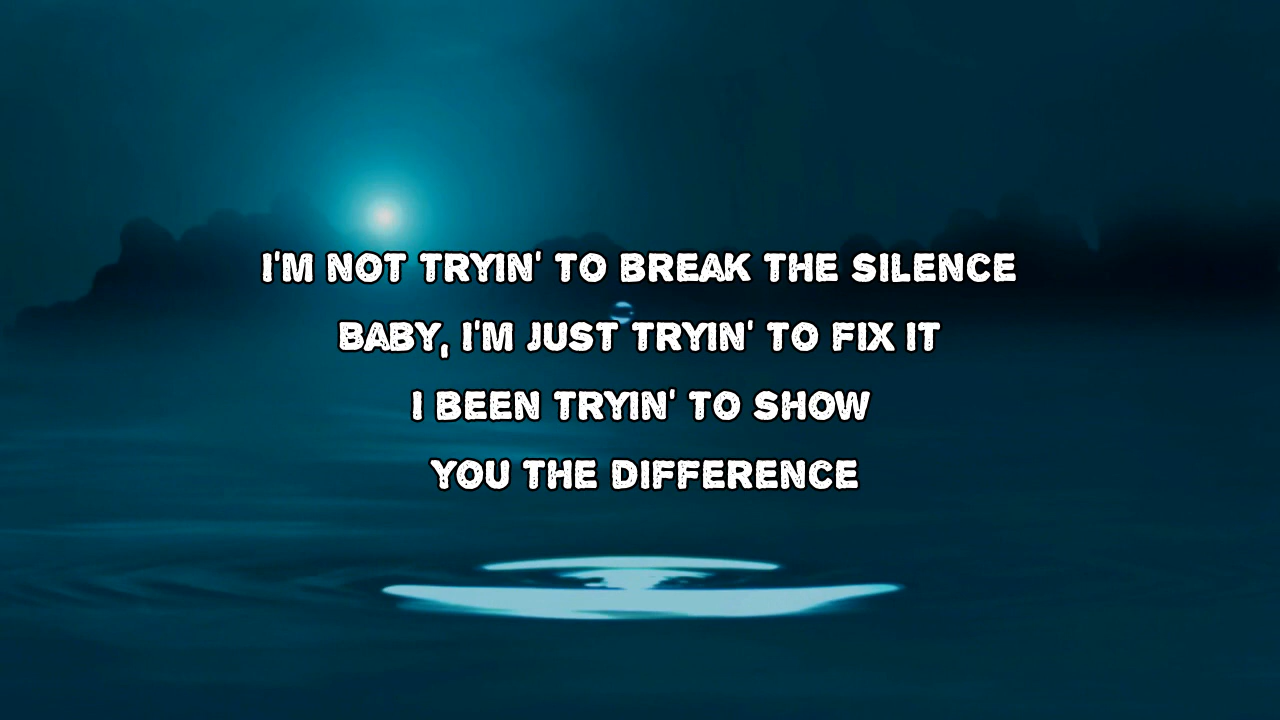 I'M NOT TRYIN' TO BREAK THE SILENCE
BABY, I'M JUST TRYIN' TO FIX IT
I BEEN TRYIN' TO SHOW
YOU THE DIFFERENCE